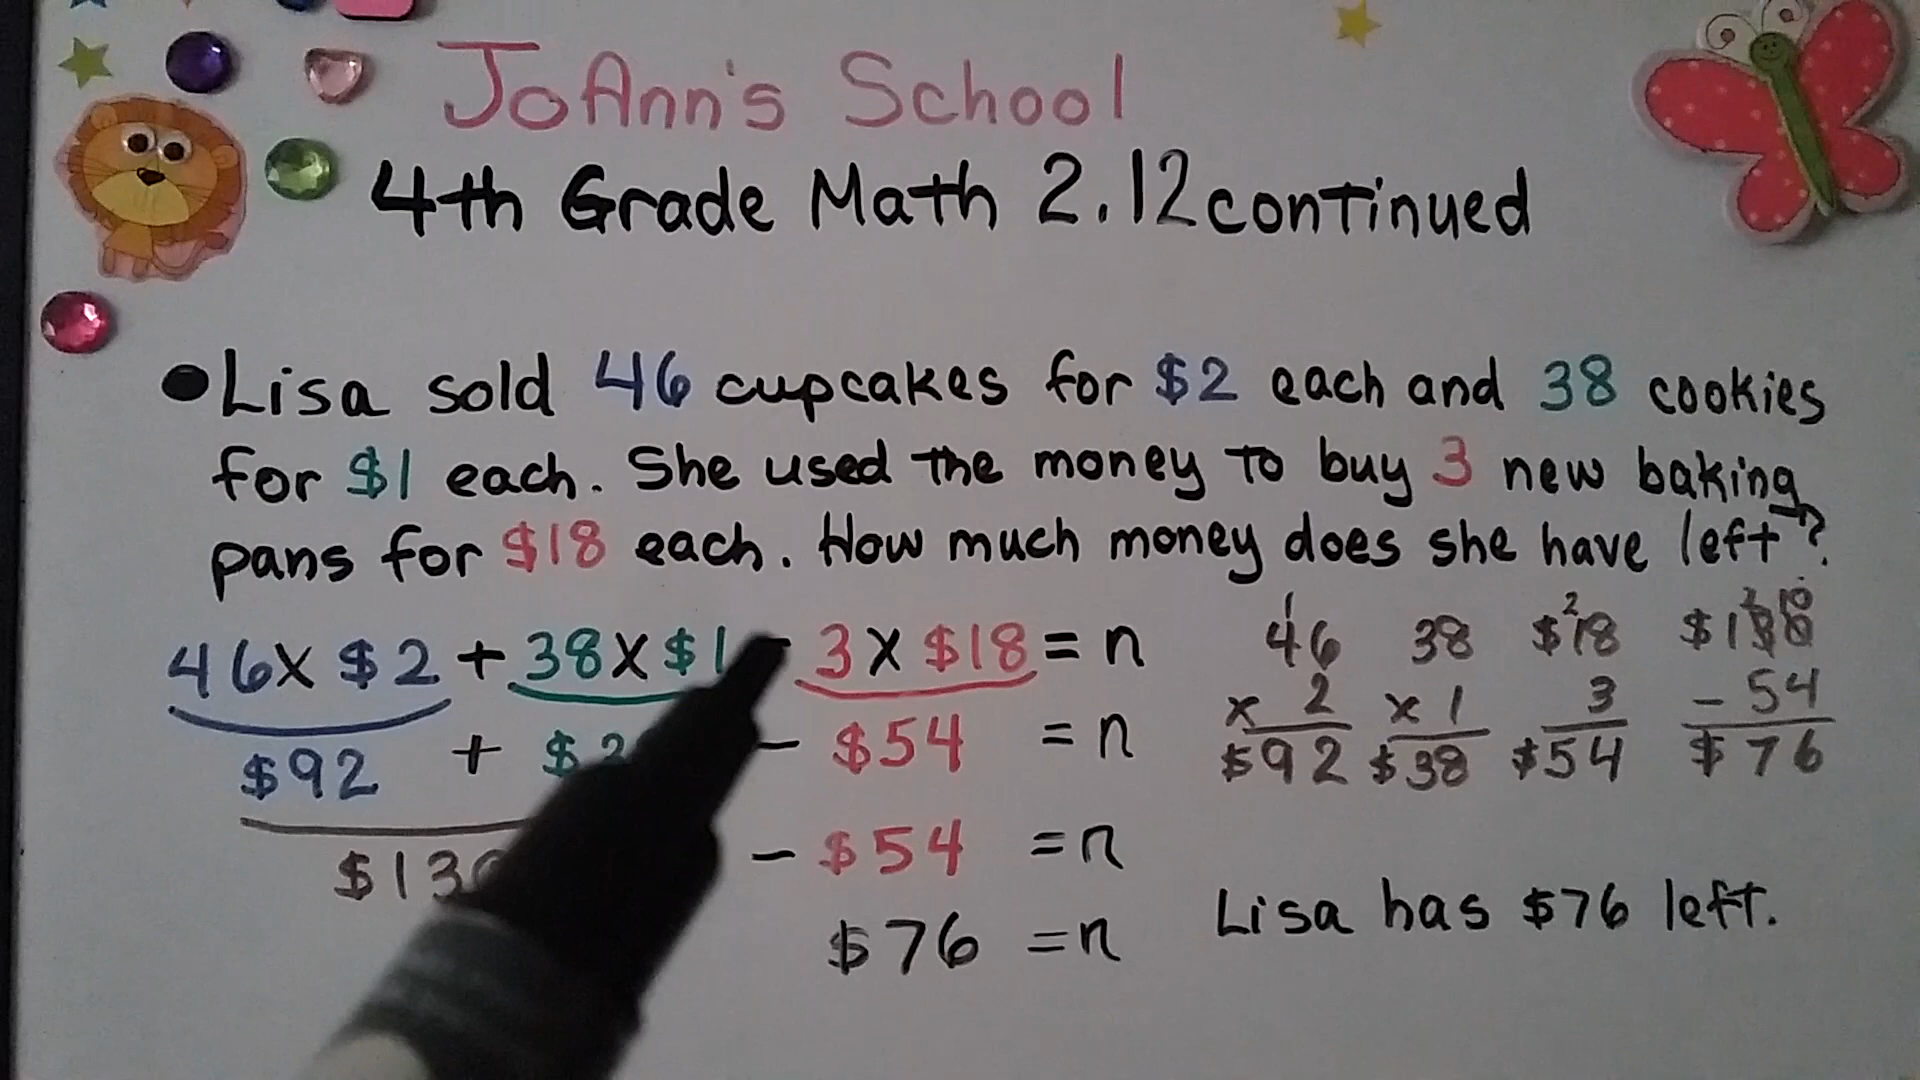 JoAnn's School
4th Grade Math 2.12 continued
•Lisa sold 46 cupcakes for $2 each and 38 cookies
for $1 each. She used the money to buy 3 new baking
pans for $18 each. How much money does she have left?
46 x $2 + 38 x $1 - 3 x $18 = n
$92 + $ - $54 = n
$13 - $54 = n
$76 = n
1 2
46 38 $18 $130
x 2 x 1 3 - 54
$92 $38 $54 $76
Lisa has $76 left.